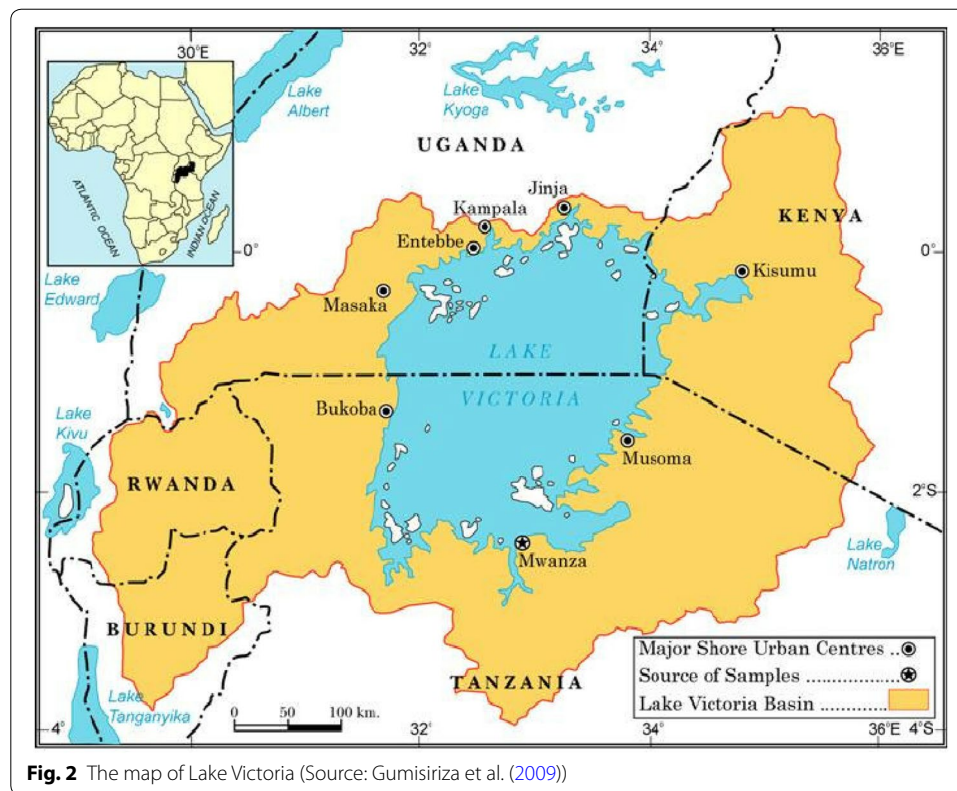 30°E
32°
34°
36°E
Lake
Albert
Lake
Kyoga
UGANDA
ATLANTIC OCEAN
INDIAN OCEAN
Jinja
Kampala
KENYA
Entebbe
0°
0°
Kisumu
Lake
Edward
Masaka
LAKE
VICTORIA
Bukoba
Lake
Kivu
Musoma
RWANDA
2°S
Mwanza
Lake
Natron
BURUNDI
TANZANIA
Lake
Tanganyika
0 50 100 km.
Major Shore Urban Centres ..
Source of Samples ................
Lake Victoria Basin ............
4°
32°
34°
36°E 4°S
Fig. 2 The map of Lake Victoria (Source: Gumisiriza et al. (2009))